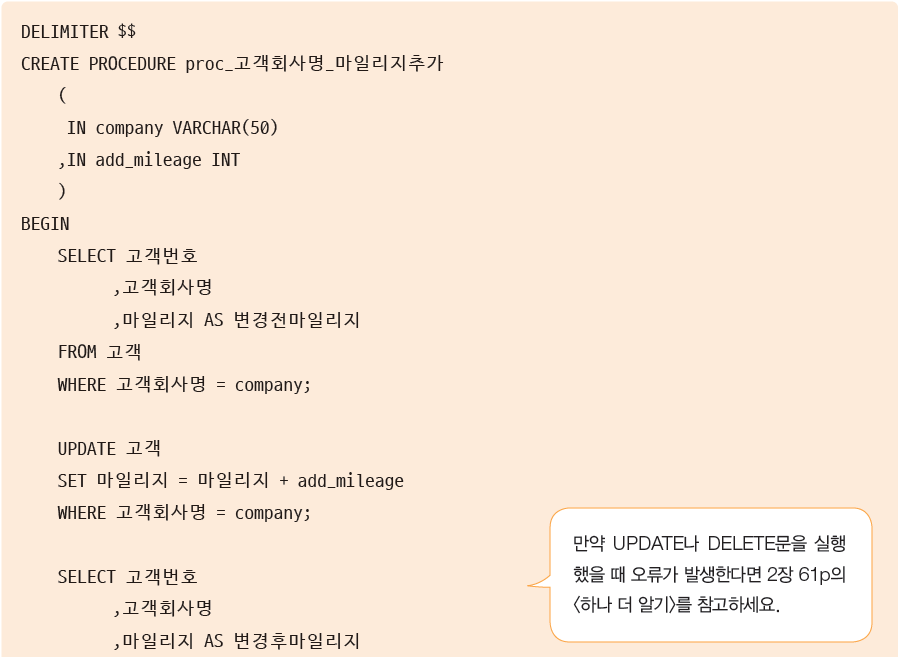 DELIMITER $$
CREATE PROCEDURE proc_고객회사명_마일리지추가
(
IN company VARCHAR(50)
,IN add_mileage INT
)
BEGIN
SELECT 고객번호
,고객회사명
,마일리지 AS 변경전마일리지
FROM 고객
WHERE 고객회사명 = company;
UPDATE 고객
SET 마일리지 = 마일리지 + add_mileage
WHERE 고객회사명 = company;
SELECT 고객번호
,고객회사명
,마일리지 AS 변경후마일리지
만약 UPDATE나 DELETE문을 실행
했을 때 오류가 발생한다면 2장 61p의
〈하나 더 알기〉를 참고하세요.